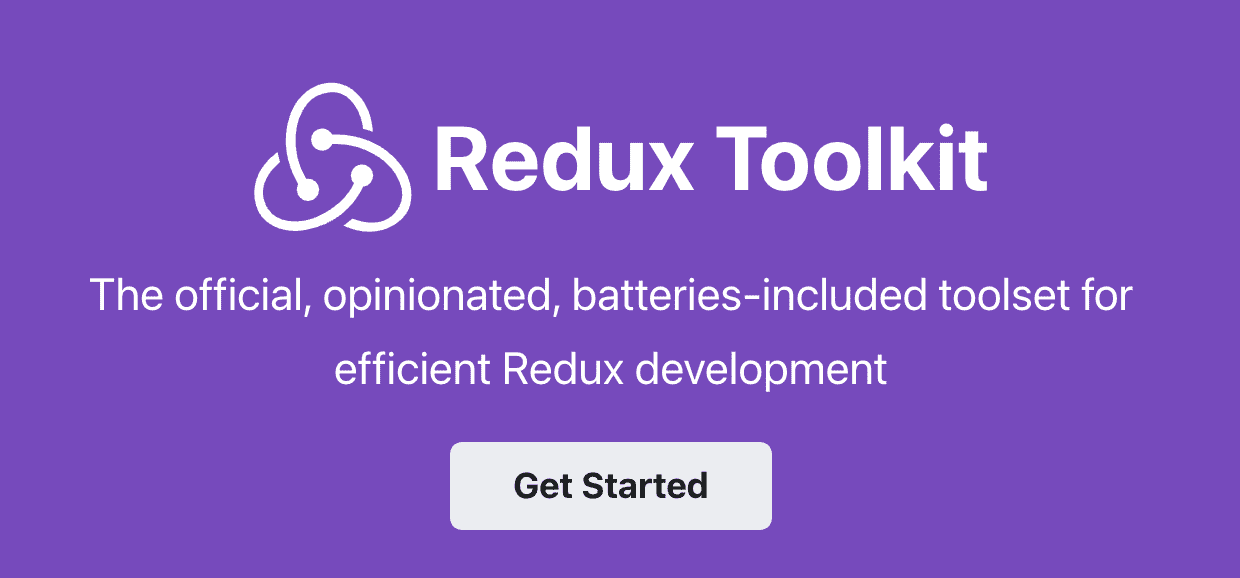 Redux Toolkit
The official, opinionated, batteries-included toolset for
efficient Redux development
Get Started